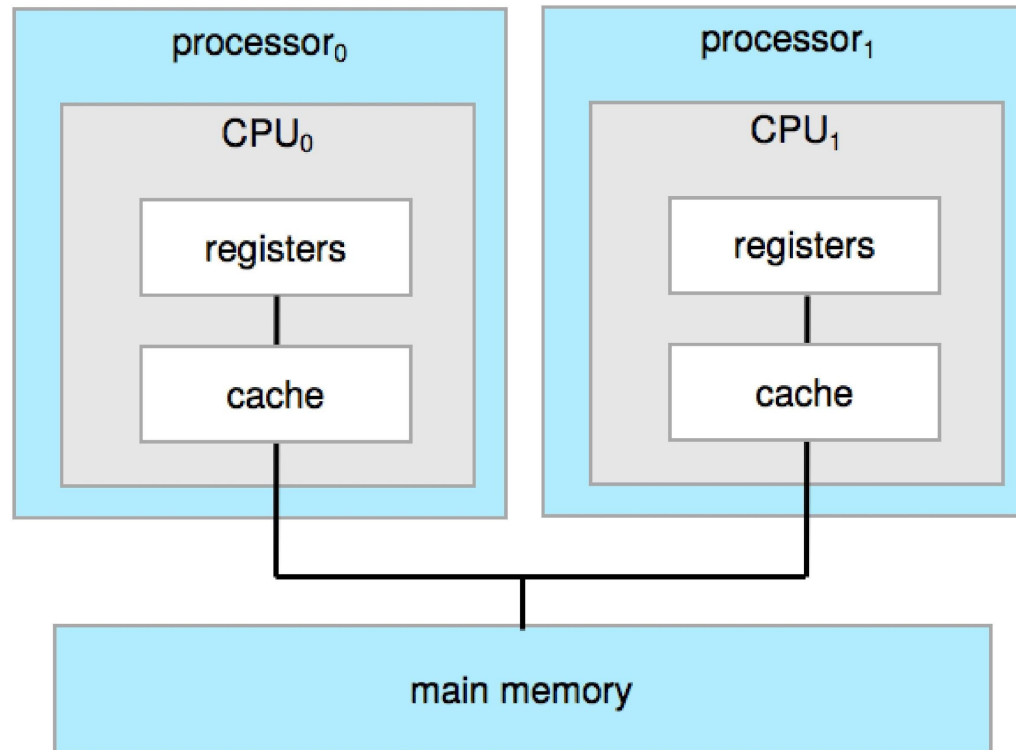 processor₀
CPU₀
registers
cache
processor₁
CPU₁
registers
cache
main memory